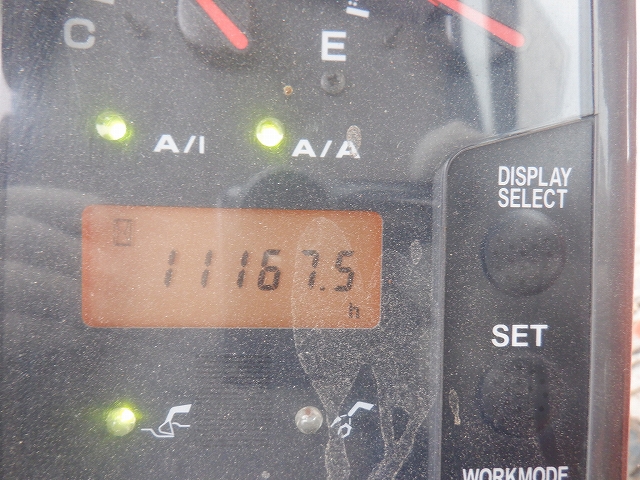 C
E
A/I
A/A
DISPLAY
SELECT
11167.5
h
SET
WORKMODE